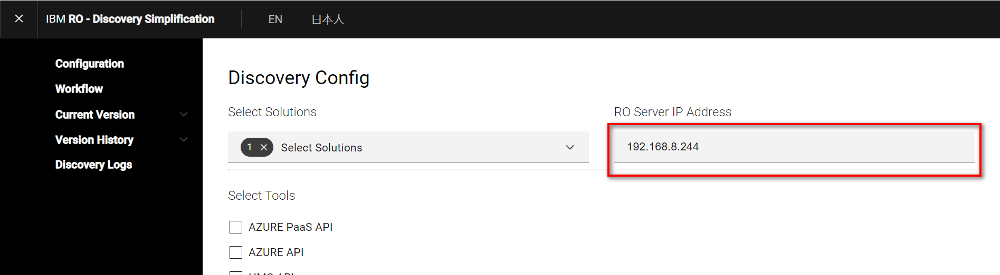 IBM RO - Discovery Simplification
EN
日本人
Configuration
Workflow
Current Version
Version History
Discovery Logs
Discovery Config
Select Solutions
RO Server IP Address
1 Select Solutions
192.168.8.244
Select Tools
AZURE PaaS API
AZURE API